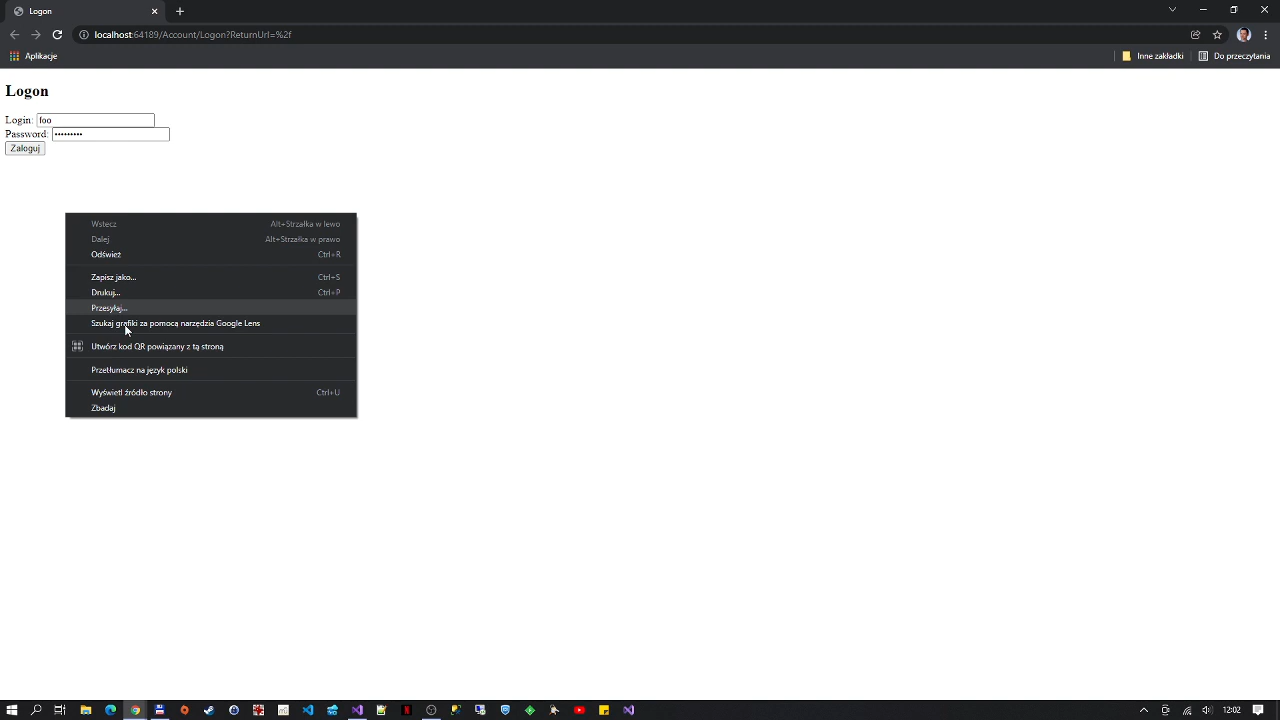 Logon
localhost:64189/Account/Logon?ReturnUrl=%2f
Aplikacje
Inne zakładki
Do przeczytania
Logon
Login: foo
Password: •••••••••
Zaloguj
Wstecz Alt+Strzałka w lewo
Dalej Alt+Strzałka w prawo
Odśwież Ctrl+R
Zapisz jako... Ctrl+S
Drukuj... Ctrl+P
Przesyłaj...
Szukaj grafiki za pomocą narzędzia Google Lens
Utwórz kod QR powiązany z tą stroną
Przetłumacz na język polski
Wyświetl źródło strony Ctrl+U
Zbadaj
12:02